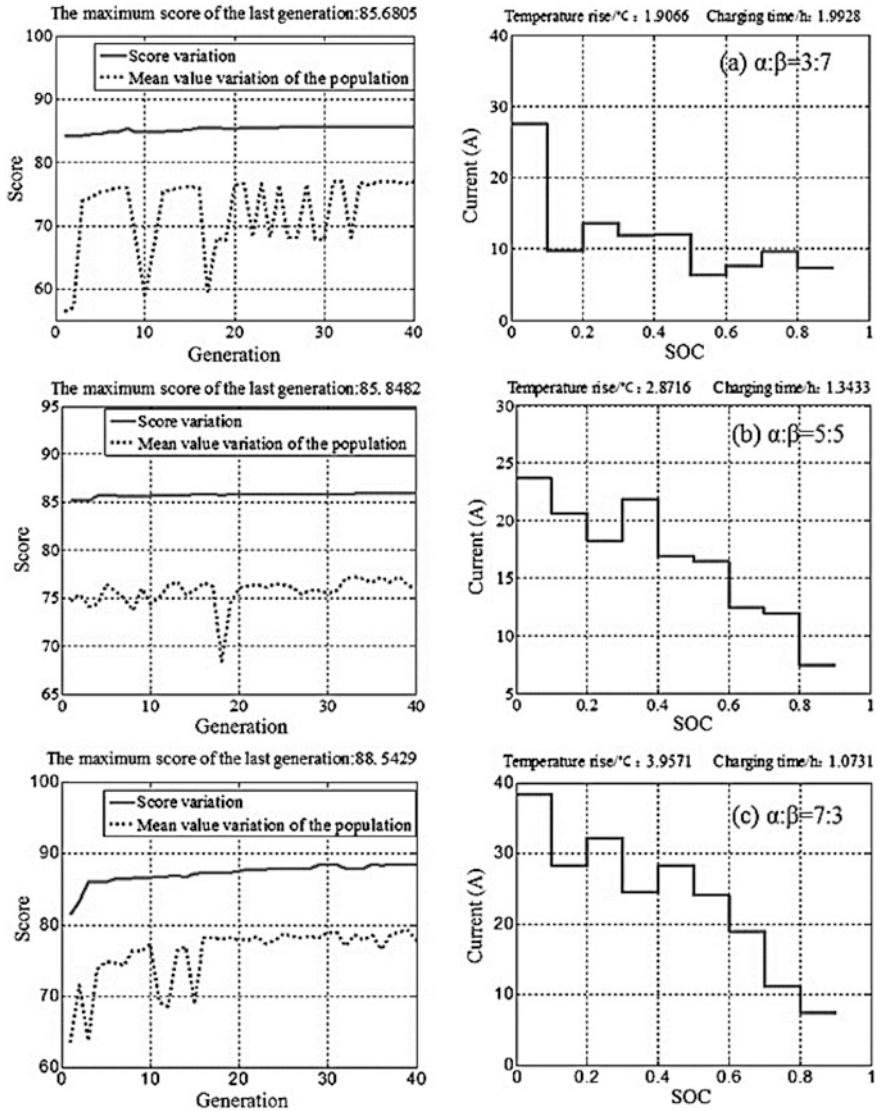 The maximum score of the last generation:85.6805
100
90
80
70
60
Score
Score variation
Mean value variation of the population
0
10
20
30
40
Generation
Temperature rise/°C : 1.9066 Charging time/h: 1.9928
40
30
20
10
0
Current (A)
(a) α:β=3:7
0
0.2
0.4
0.6
0.8
1
SOC
The maximum score of the last generation:85.8482
95
90
85
80
75
70
65
Score
Score variation
Mean value variation of the population
0
10
20
30
40
Generation
Temperature rise/°C : 2.8716 Charging time/h: 1.3433
30
25
20
15
10
5
Current (A)
(b) α:β=5:5
0
0.2
0.4
0.6
0.8
1
SOC
The maximum score of the last generation:88.5429
100
90
80
70
60
Score
Score variation
Mean value variation of the population
0
10
20
30
40
Generation
Temperature rise/°C : 3.9571 Charging time/h: 1.0731
40
30
20
10
0
Current (A)
(c) α:β=7:3
0
0.2
0.4
0.6
0.8
1
SOC